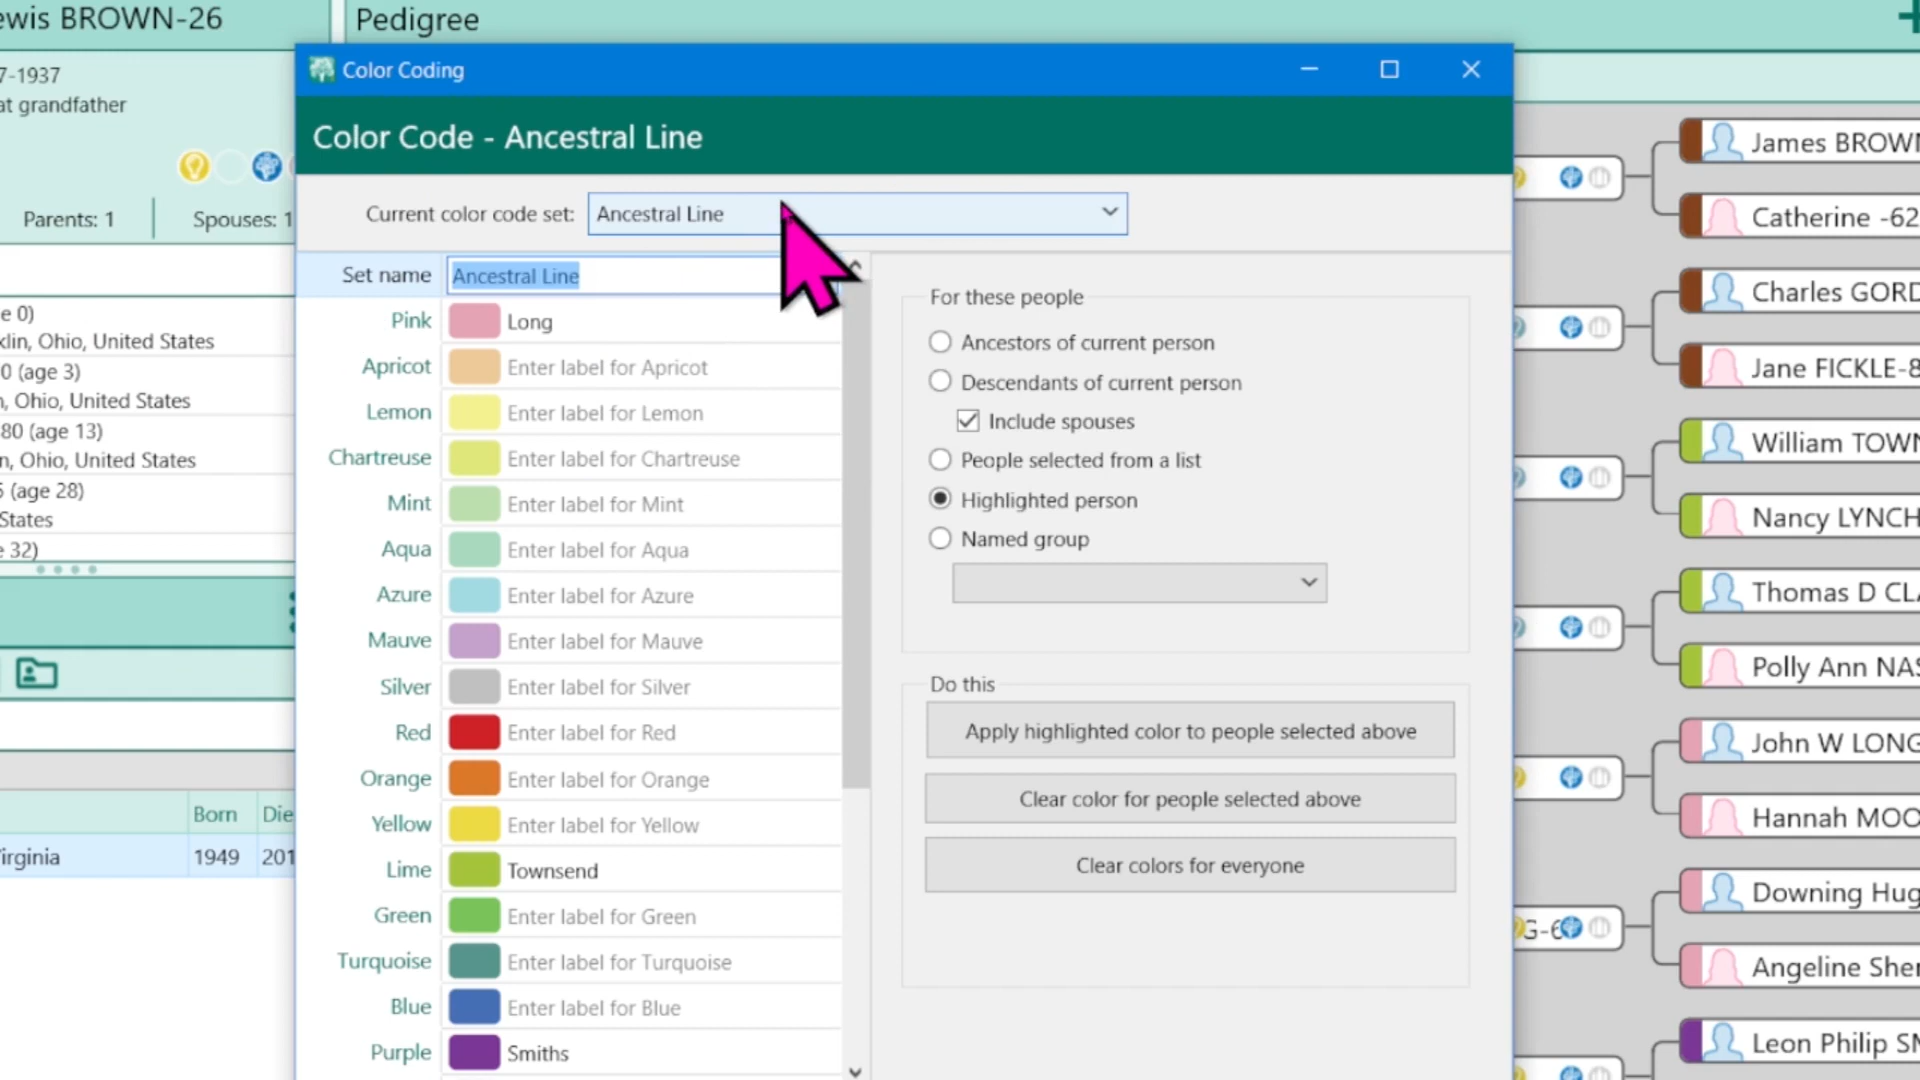 ewis BROWN-26
Pedigree
7-1937
at grandfather
Parents: 1
Spouses: 1
e 0)
klin, Ohio, United States
0 (age 3)
n, Ohio, United States
80 (age 13)
n, Ohio, United States
5 (age 28)
States
e 32)
Born
Die
irginia
1949
201
Color Coding
Color Code - Ancestral Line
Current color code set:
Ancestral Line
Set name
Ancestral Line
Pink
Long
Apricot
Enter label for Apricot
Lemon
Enter label for Lemon
Chartreuse
Enter label for Chartreuse
Mint
Enter label for Mint
Aqua
Enter label for Aqua
Azure
Enter label for Azure
Mauve
Enter label for Mauve
Silver
Enter label for Silver
Red
Enter label for Red
Orange
Enter label for Orange
Yellow
Enter label for Yellow
Lime
Townsend
Green
Enter label for Green
Turquoise
Enter label for Turquoise
Blue
Enter label for Blue
Purple
Smiths
For these people
Ancestors of current person
Descendants of current person
Include spouses
People selected from a list
Highlighted person
Named group
Do this
Apply highlighted color to people selected above
Clear color for people selected above
Clear colors for everyone
G-6
James BROWN
Catherine -62
Charles GORD
Jane FICKLE-8
William TOWN
Nancy LYNCH
Thomas D CLA
Polly Ann NAS
John W LONG
Hannah MOO
Downing Hug
Angeline Sher
Leon Philip SM